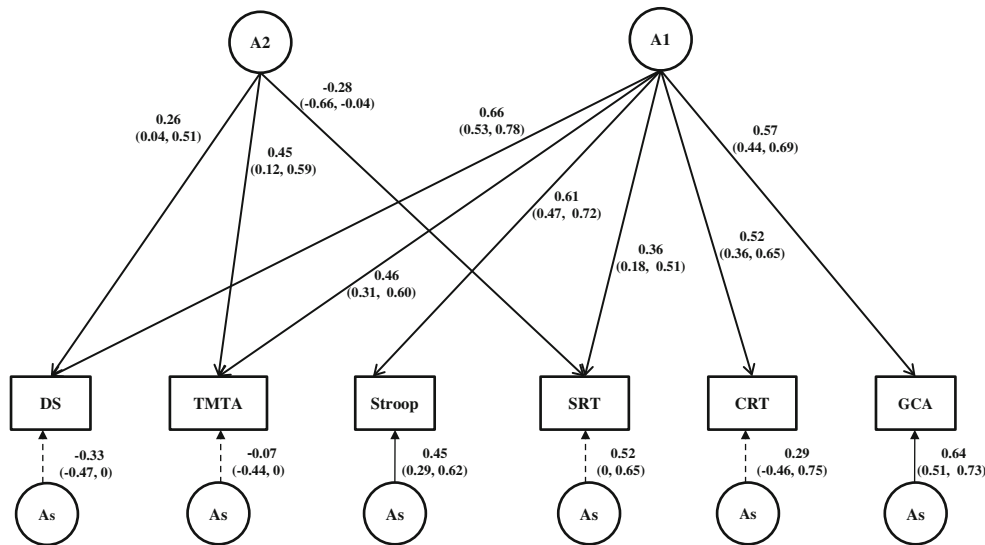 A2
A1
-0.28
(-0.66, -0.04)
0.26
(0.04, 0.51)
0.66
(0.53, 0.78)
0.57
(0.44, 0.69)
0.45
(0.12, 0.59)
0.61
(0.47, 0.72)
0.36
(0.18, 0.51)
0.52
(0.36, 0.65)
0.46
(0.31, 0.60)
DS
TMTA
Stroop
SRT
CRT
GCA
-0.33
(-0.47, 0)
-0.07
(-0.44, 0)
0.45
(0.29, 0.62)
0.52
(0, 0.65)
0.29
(-0.46, 0.75)
0.64
(0.51, 0.73)
As
As
As
As
As
As